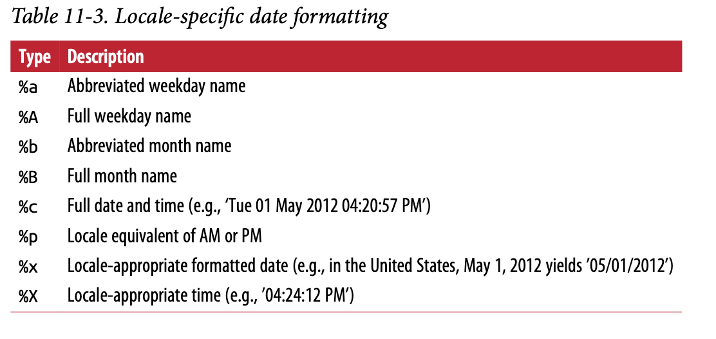 Table 11-3. Locale-specific date formatting
Type Description
%a Abbreviated weekday name
%A Full weekday name
%b Abbreviated month name
%B Full month name
%c Full date and time (e.g., ‘Tue 01 May 2012 04:20:57 PM’)
%p Locale equivalent of AM or PM
%x Locale-appropriate formatted date (e.g., in the United States, May 1, 2012 yields ’05/01/2012’)
%X Locale-appropriate time (e.g., ’04:24:12 PM’)